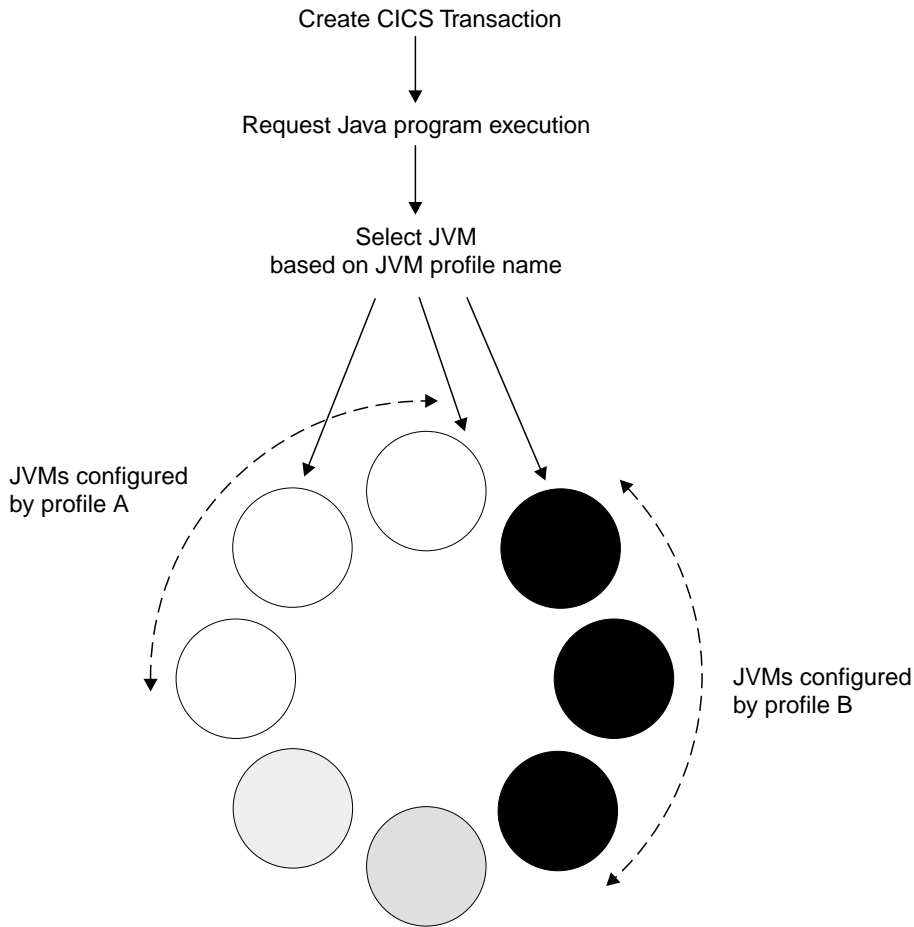 Create CICS Transaction
Request Java program execution
Select JVM
based on JVM profile name
JVMs configured
by profile A
JVMs configured
by profile B